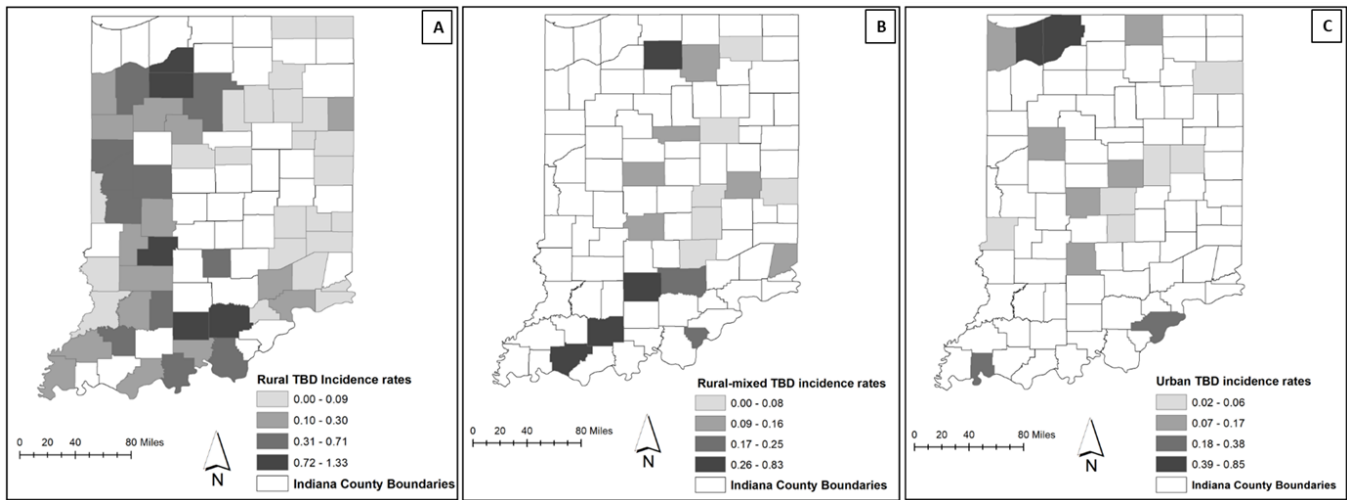 A
Rural TBD Incidence rates
0.00 - 0.09
0.10 - 0.30
0.31 - 0.71
0.72 - 1.33
Indiana County Boundaries
0 20 40 80 Miles
N
B
Rural-mixed TBD incidence rates
0.00 - 0.08
0.09 - 0.16
0.17 - 0.25
0.26 - 0.83
Indiana County Boundaries
0 20 40 80 Miles
N
C
Urban TBD incidence rates
0.02 - 0.06
0.07 - 0.17
0.18 - 0.38
0.39 - 0.85
Indiana County Boundaries
0 20 40 80 Miles
N